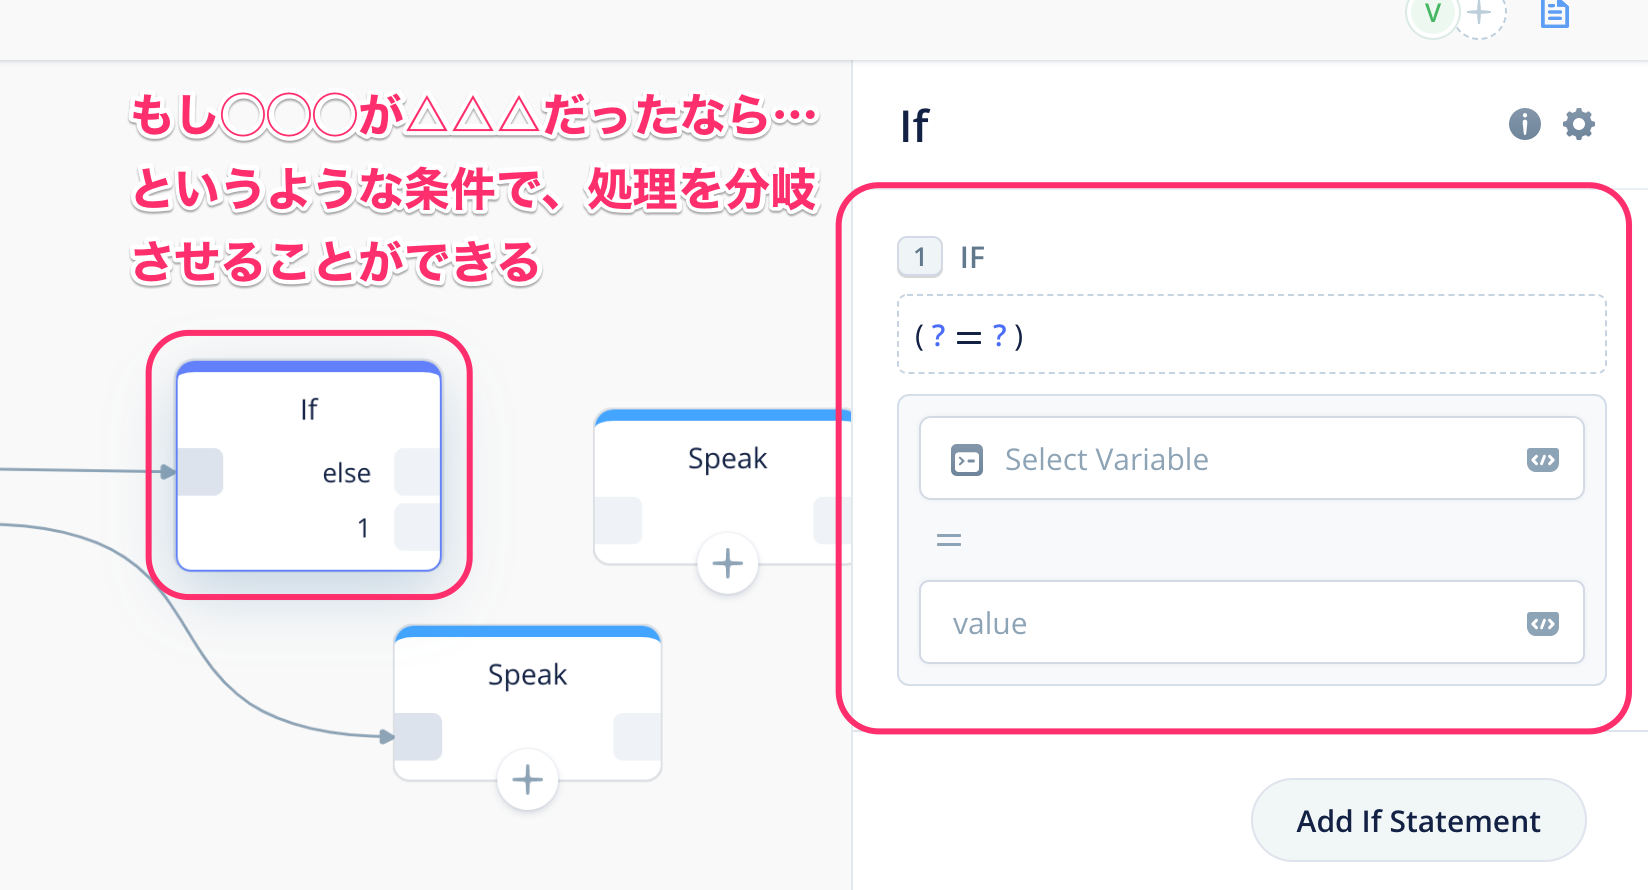 V
もし◯◯◯が△△△だったなら…
というような条件で、処理を分岐
させることができる
If
else
1
Speak
Speak
If
1 IF
( ? = ? )
Select Variable
=
value
Add If Statement